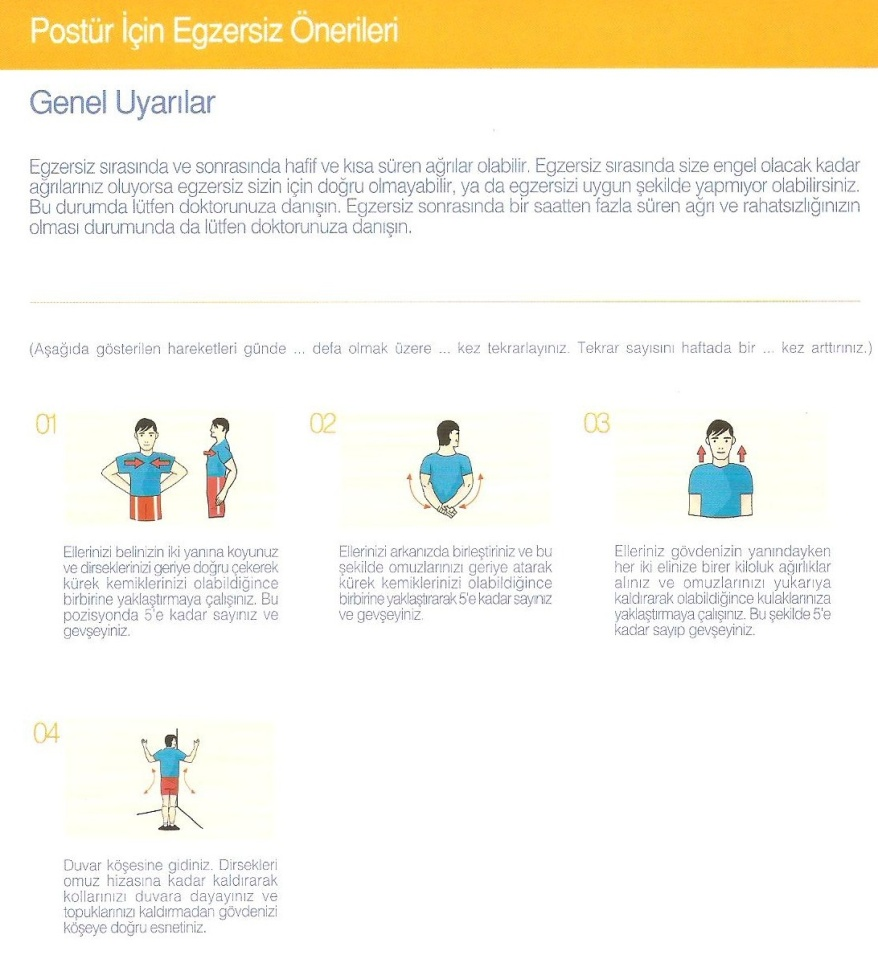 Postür İçin Egzersiz Önerileri
Genel Uyarılar
Egzersiz sırasında ve sonrasında hafif ve kısa süren ağrılar olabilir. Egzersiz sırasında size engel olacak kadar
ağrılarınız oluyorsa egzersiz sizin için doğru olmayabilir, ya da egzersizi uygun şekilde yapmıyor olabilirsiniz.
Bu durumda lütfen doktorunuza danışın. Egzersiz sonrasında bir saatten fazla süren ağrı ve rahatsızlığınızın
olması durumunda da lütfen doktorunuza danışın.
(Aşağıda gösterilen hareketleri günde ... defa olmak üzere ... kez tekrarlayınız. Tekrar sayısını haftada bir ... kez arttırınız.)
01
Ellerinizi belinizin iki yanına koyunuz
ve dirseklerinizi geriye doğru çekerek
kürek kemiklerinizi olabildiğince
birbirine yaklaştırmaya çalışınız. Bu
pozisyonda 5'e kadar sayınız ve
gevşeyiniz.
02
Ellerinizi arkanızda birleştiriniz ve bu
şekilde omuzlarınızı geriye atarak
kürek kemiklerinizi olabildiğince
birbirine yaklaştırarak 5'e kadar sayınız
ve gevşeyiniz.
03
Elleriniz gövdenizin yanındayken
her iki elinize birer kiloluk ağırlıklar
alınız ve omuzlarınızı yukarıya
kaldırarak olabildiğince kulaklarınıza
yaklaştırmaya çalışınız. Bu şekilde 5'e
kadar sayıp gevşeyiniz.
04
Duvar köşesine gidiniz. Dirsekleri
omuz hizasına kadar kaldırarak
kollarınızı duvara dayayınız ve
topuklarınızı kaldırmadan gövdenizi
köşeye doğru esnetiniz.